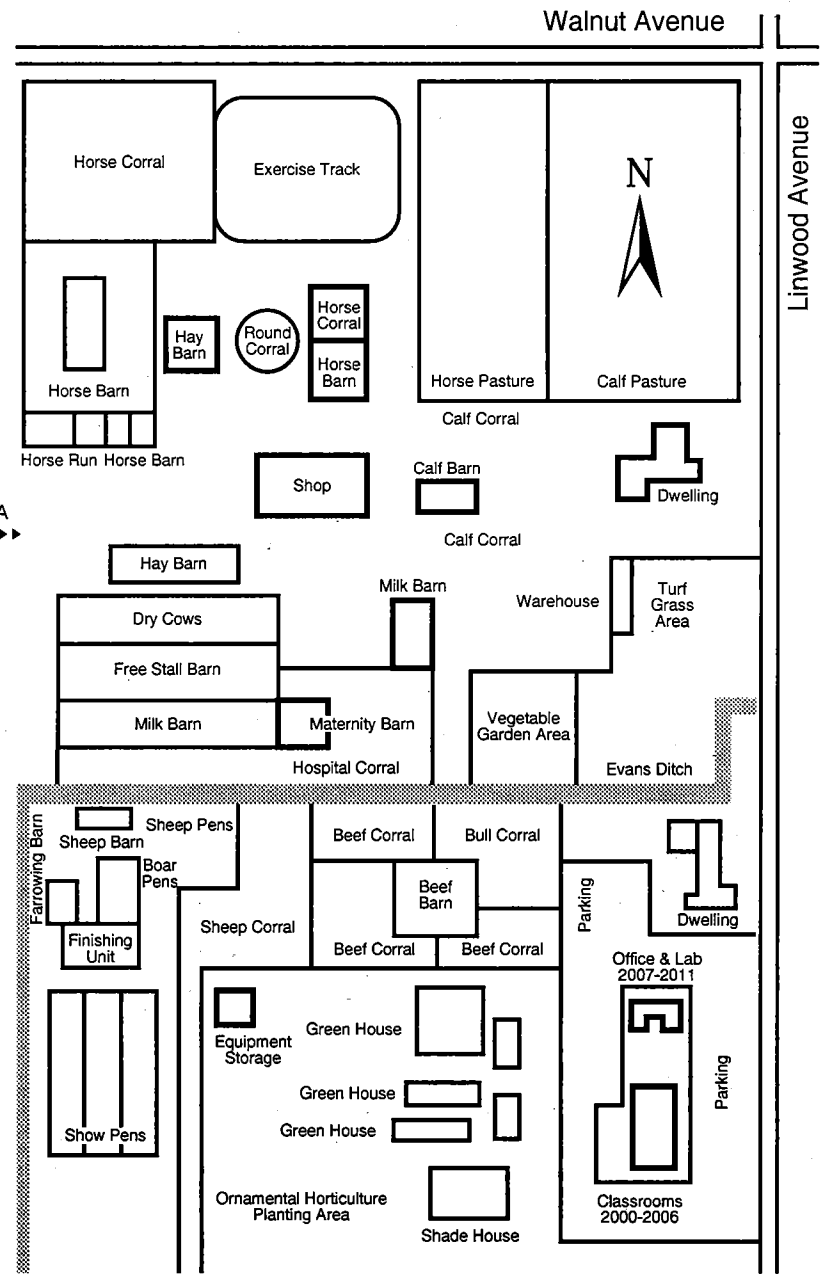 Walnut Avenue
Linwood Avenue
Horse Corral
Exercise Track
N
Horse
Corral
Hay
Barn
Round
Corral
Horse
Barn
Horse Barn
Horse Pasture
Calf Pasture
Calf Corral
Horse Run
Horse Barn
Calf Barn
Shop
Dwelling
A
Calf Corral
Hay Barn
Milk Barn
Warehouse
Turf
Grass
Area
Dry Cows
Free Stall Barn
Milk Barn
Maternity Barn
Vegetable
Garden Area
Hospital Corral
Evans Ditch
Farrowing Barn
Sheep Barn
Sheep Pens
Beef Corral
Bull Corral
Boar
Pens
Beef
Barn
Parking
Dwelling
Sheep Corral
Finishing
Unit
Beef Corral
Beef Corral
Office & Lab
2007-2011
Equipment
Storage
Green House
Green House
Green House
Parking
Show Pens
Ornamental Horticulture
Planting Area
Shade House
Classrooms
2000-2006